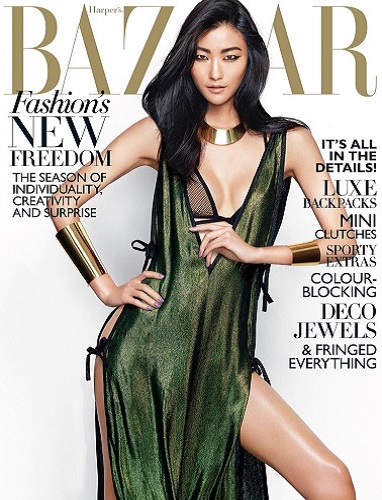 Harper's
BAZAAR
Fashion's
NEW
FREEDOM
THE SEASON OF
INDIVIDUALITY,
CREATIVITY
AND SURPRISE
IT'S ALL
IN THE
DETAILS!
LUXE
BACKPACKS
MINI
CLUTCHES
SPORTY
EXTRAS
COLOUR-
BLOCKING
DECO
JEWELS
& FRINGED
EVERYTHING